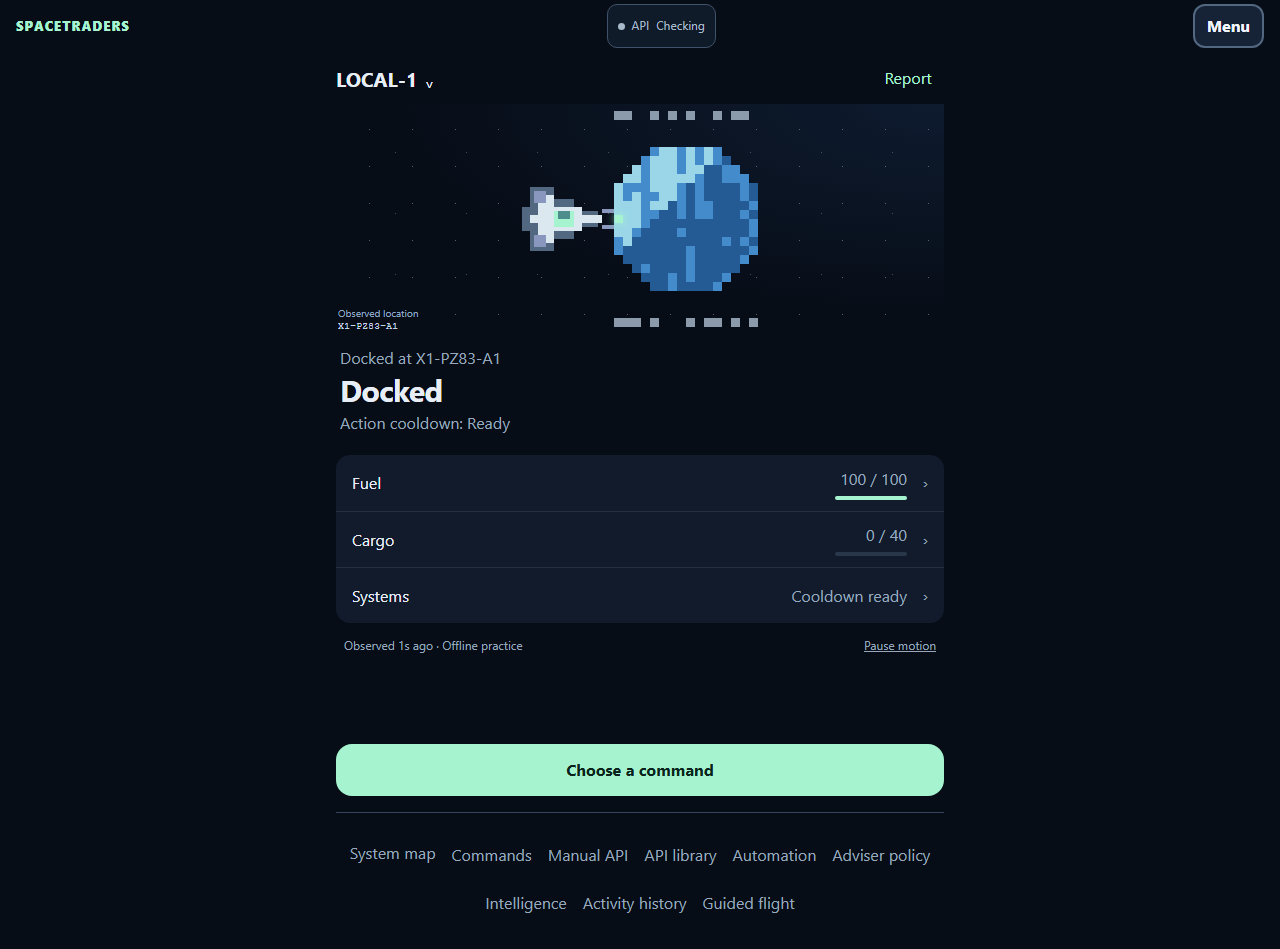 SPACETRADERS
API Checking
Menu
LOCAL-1 v
Report
Observed location
X1-PZ83-A1
Docked at X1-PZ83-A1
Docked
Action cooldown: Ready
Fuel
100 / 100 ›
Cargo
0 / 40 ›
Systems
Cooldown ready ›
Observed 1s ago · Offline practice
Pause motion
Choose a command
System map Commands Manual API API library Automation Adviser policy
Intelligence Activity history Guided flight